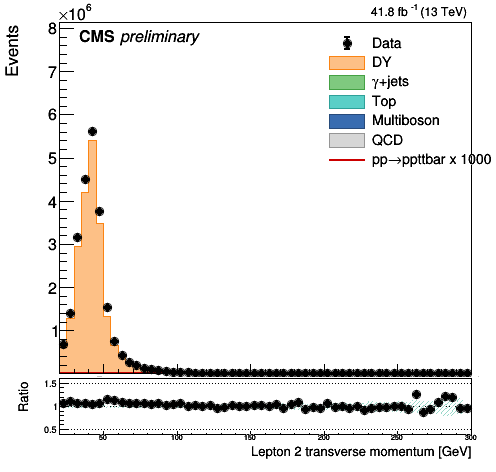 ×10⁶
41.8 fb⁻¹ (13 TeV)
CMS preliminary
Events
8
7
6
5
4
3
2
1
Data
DY
γ+jets
Top
Multiboson
QCD
pp→ppttbar x 1000
Ratio
1.5
1
0.5
50
100
150
200
250
300
Lepton 2 transverse momentum [GeV]